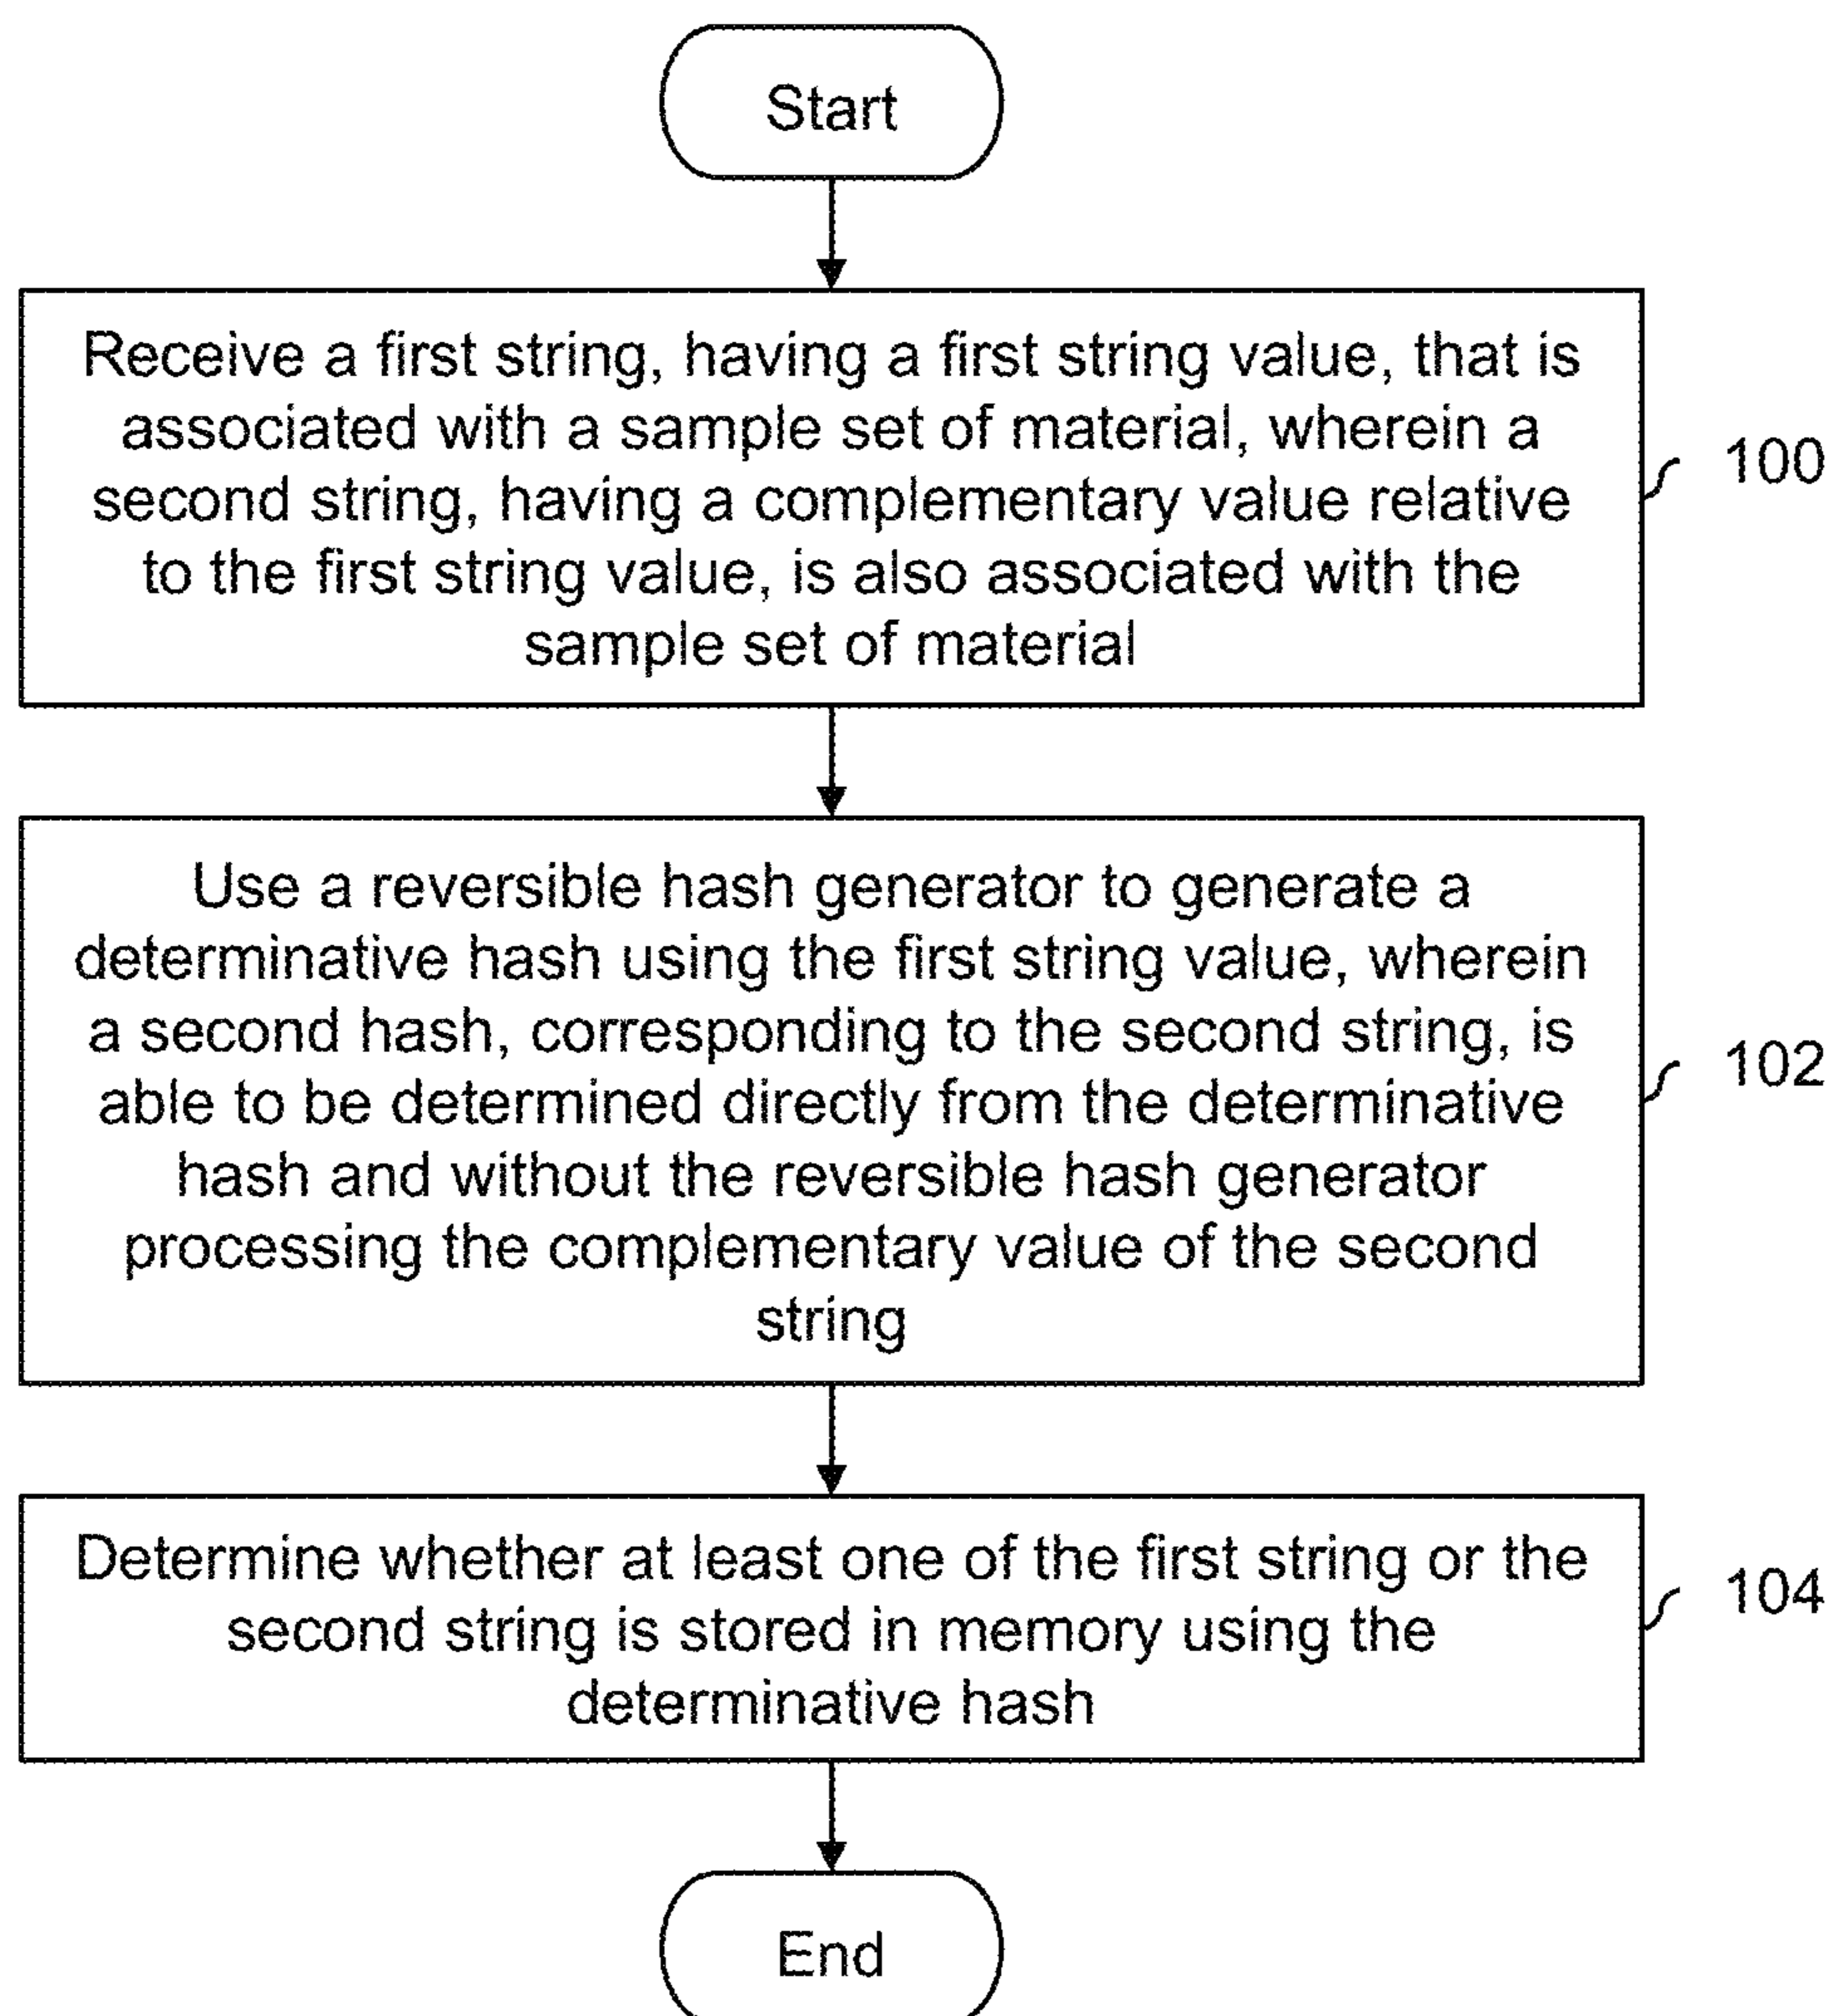 Start
Receive a first string, having a first string value, that is
associated with a sample set of material, wherein a
second string, having a complementary value relative
to the first string value, is also associated with the
sample set of material
100
Use a reversible hash generator to generate a
determinative hash using the first string value, wherein
a second hash, corresponding to the second string, is
able to be determined directly from the determinative
hash and without the reversible hash generator
processing the complementary value of the second
string
102
Determine whether at least one of the first string or the
second string is stored in memory using the
determinative hash
104
End